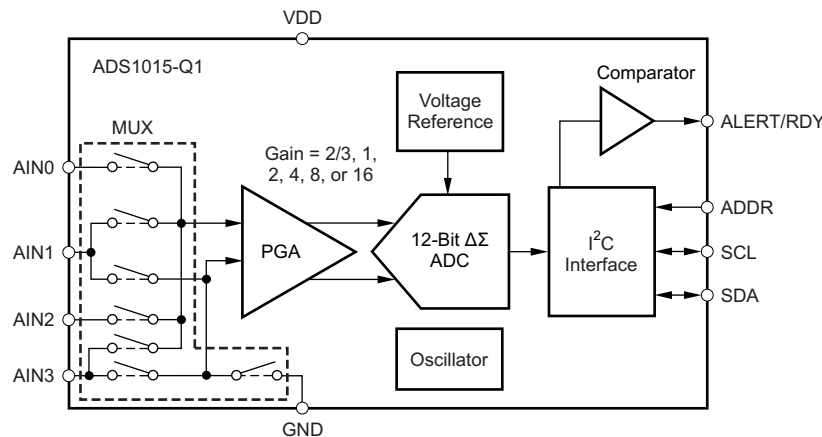 VDD
ADS1015-Q1
Comparator
Voltage
Reference
MUX
ALERT/RDY
Gain = 2/3, 1,
2, 4, 8, or 16
AIN0
ADDR
AIN1
PGA
12-Bit ΔΣ
ADC
I²C
Interface
SCL
SDA
AIN2
AIN3
Oscillator
GND